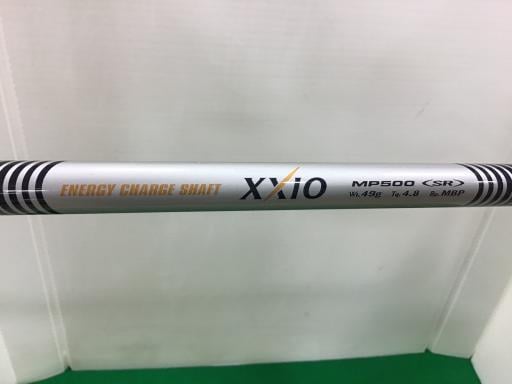 ENERGY CHARGE SHAFT XXiO MP500 <SR>
Wt.49g Tq.4.8 Bp.MBP